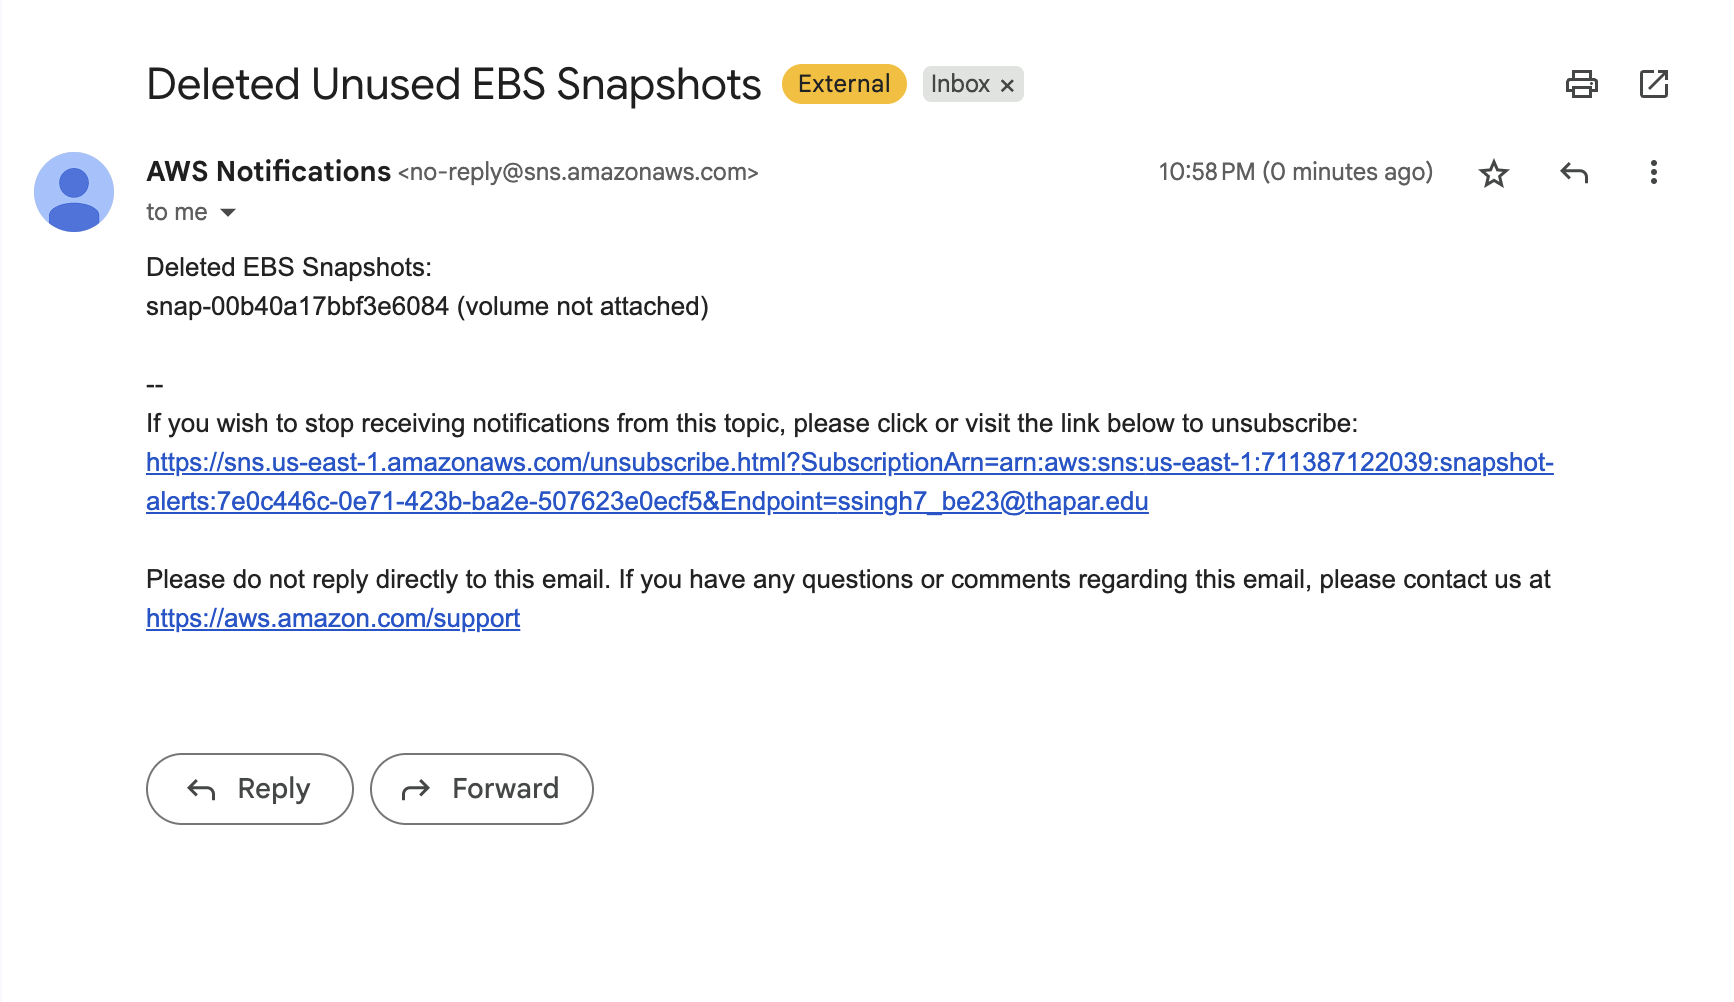 Deleted Unused EBS Snapshots External Inbox ×
AWS Notifications <no-reply@sns.amazonaws.com> 10:58 PM (0 minutes ago)
to me
Deleted EBS Snapshots:
snap-00b40a17bbf3e6084 (volume not attached)
--
If you wish to stop receiving notifications from this topic, please click or visit the link below to unsubscribe:
https://sns.us-east-1.amazonaws.com/unsubscribe.html?SubscriptionArn=arn:aws:sns:us-east-1:711387122039:snapshot-
alerts:7e0c446c-0e71-423b-ba2e-507623e0ecf5&Endpoint=ssingh7_be23@thapar.edu
Please do not reply directly to this email. If you have any questions or comments regarding this email, please contact us at
https://aws.amazon.com/support
Reply Forward